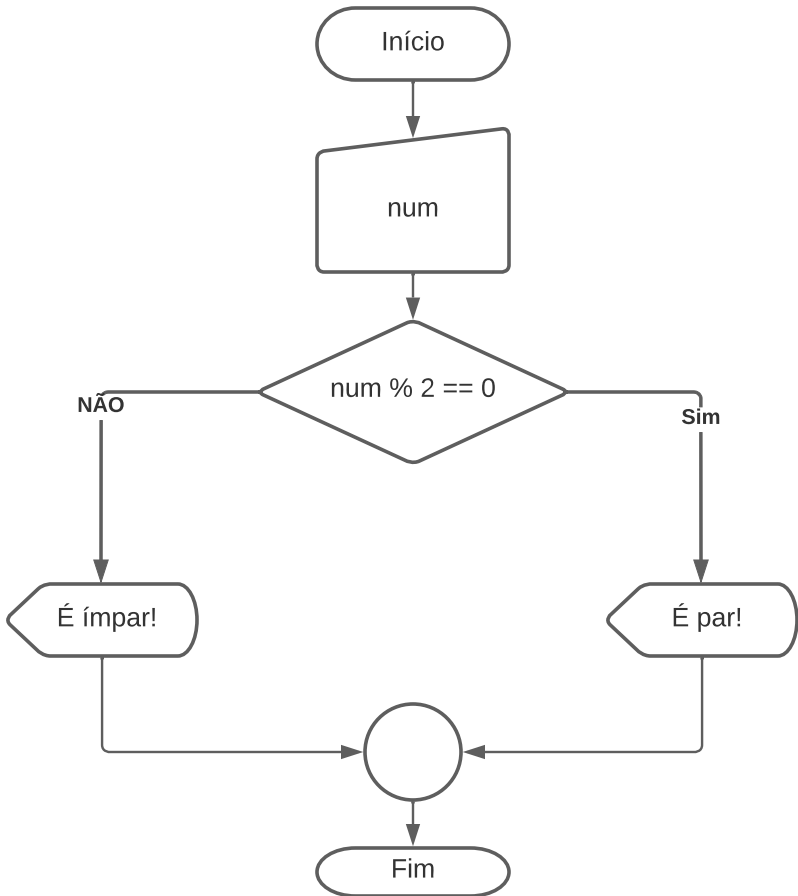 Início
num
num % 2 == 0
NÃO
Sim
É ímpar!
É par!
Fim